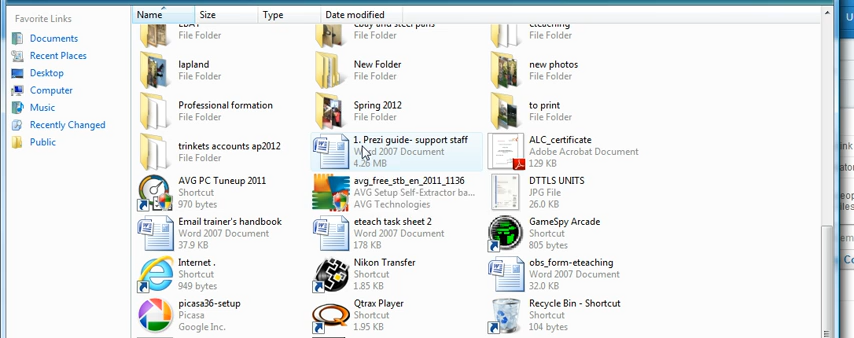 Favorite Links
Documents
Recent Places
Desktop
Computer
Music
Recently Changed
Public
Name Size Type Date modified
EBAY ebay and steel pans eteaching
File Folder File Folder File Folder
lapland New Folder new photos
File Folder File Folder File Folder
Professional formation Spring 2012 to print
File Folder File Folder File Folder
trinkets accounts ap2012 1. Prezi guide- support staff ALC_certificate
File Folder Word 2007 Document Adobe Acrobat Document
4.26 MB 129 KB
AVG PC Tuneup 2011 avg_free_stb_en_2011_1136 DTTLS UNITS
Shortcut AVG Setup Self-Extractor ba... JPG File
970 bytes AVG Technologies 26.0 KB
Email trainer's handbook eteach task sheet 2 GameSpy Arcade
Word 2007 Document Word 2007 Document Shortcut
37.9 KB 178 KB 805 bytes
Internet . Nikon Transfer obs_form-eteaching
Shortcut Shortcut Word 2007 Document
949 bytes 1.85 KB 32.0 KB
picasa36-setup Qtrax Player Recycle Bin - Shortcut
Picasa Shortcut Shortcut
Google Inc. 1.95 KB 104 bytes